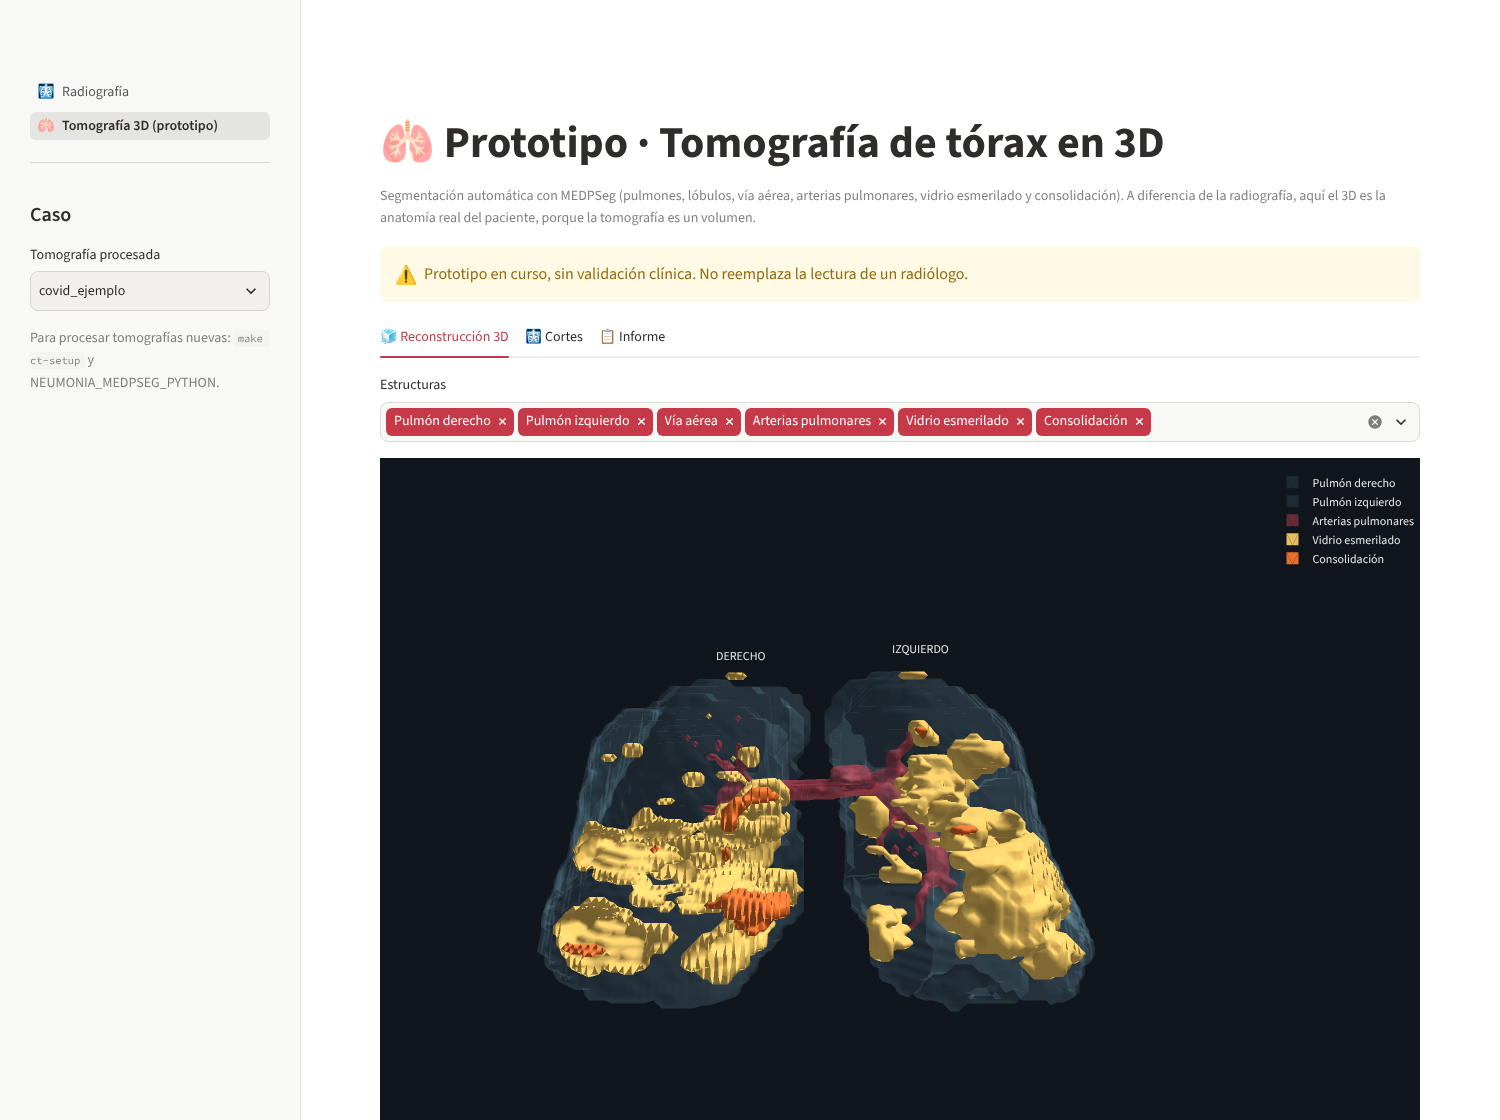 Radiografía
Tomografía 3D (prototipo)
Caso
Tomografía procesada
covid_ejemplo
Para procesar tomografías nuevas: make
ct-setup y
NEUMONIA_MEDPSEG_PYTHON.
Prototipo · Tomografía de tórax en 3D
Segmentación automática con MEDPSeg (pulmones, lóbulos, vía aérea, arterias pulmonares, vidrio esmerilado y consolidación). A diferencia de la radiografía, aquí el 3D es la
anatomía real del paciente, porque la tomografía es un volumen.
Prototipo en curso, sin validación clínica. No reemplaza la lectura de un radiólogo.
Reconstrucción 3D Cortes Informe
Estructuras
Pulmón derecho Pulmón izquierdo Vía aérea Arterias pulmonares Vidrio esmerilado Consolidación
Pulmón derecho
Pulmón izquierdo
Arterias pulmonares
Vidrio esmerilado
Consolidación
DERECHO
IZQUIERDO